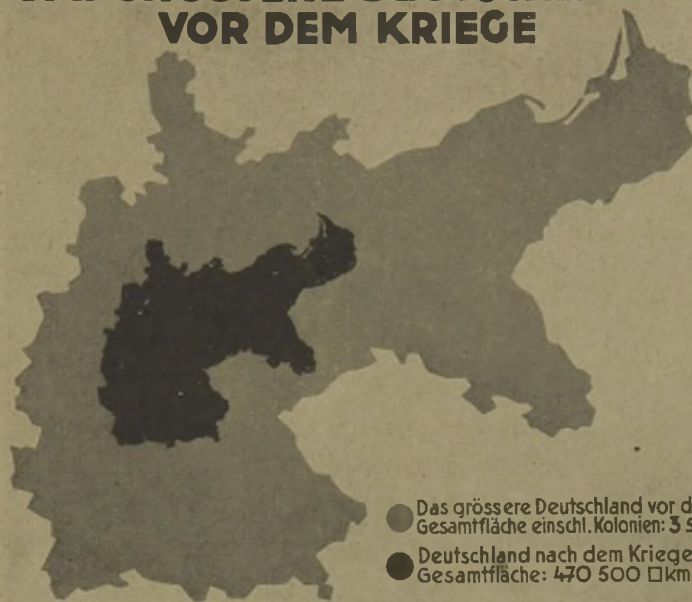 VOR DEM KRIEGE
Das grössere Deutschland vor d
Gesamtfläche einschl. Kolonien: 3
Deutschland nach dem Kriege
Gesamtfläche: 470 500 □km